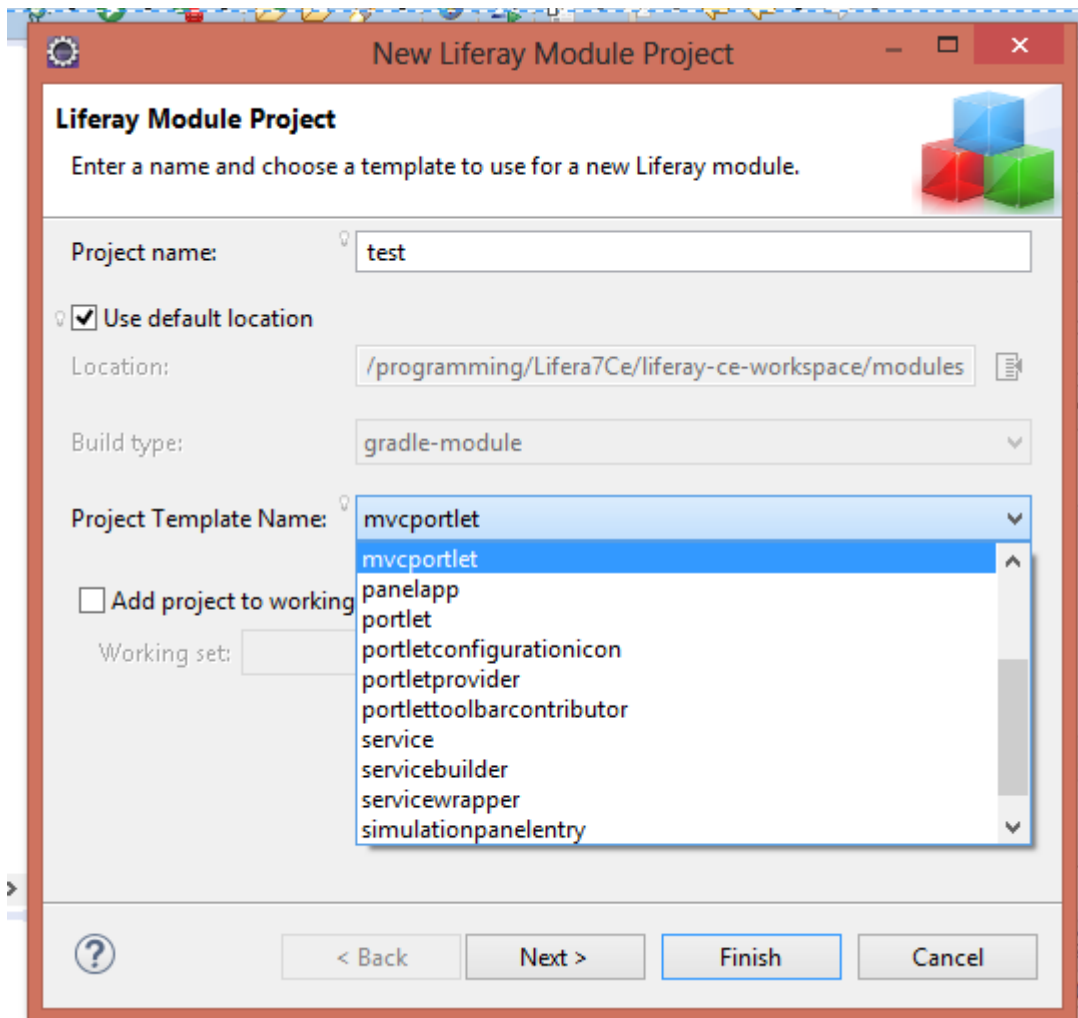 New Liferay Module Project
Liferay Module Project
Enter a name and choose a template to use for a new Liferay module.
Project name: test
Use default location
Location: /programming/Lifera7Ce/liferay-ce-workspace/modules
Build type: gradle-module
Project Template Name: mvcportlet
mvcportlet
panelapp
Add project to working
portlet
Working set: portletconfigurationicon
portletprovider
portlettoolbarcontributor
service
servicebuilder
servicewrapper
simulationpanelentry
? < Back Next > Finish Cancel